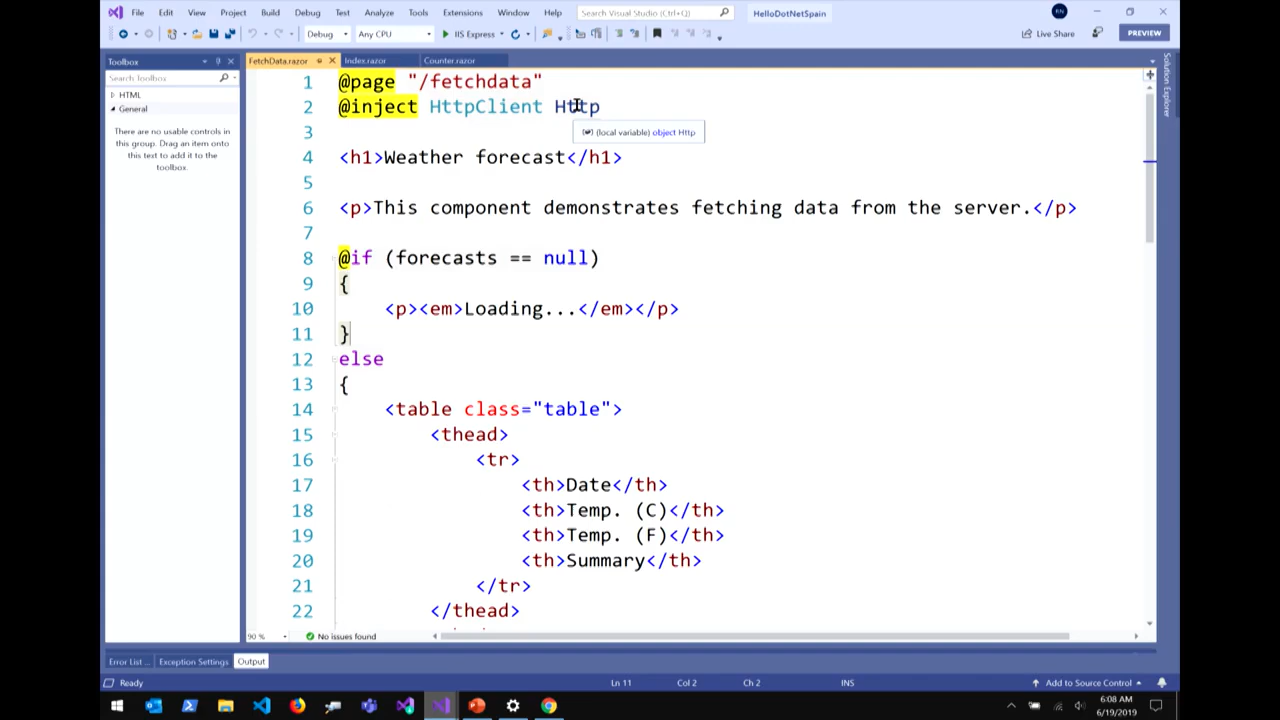 File Edit View Project Build Debug Test Analyze Tools Extensions Window Help Search Visual Studio (Ctrl+Q) HelloDotNetSpain RN
Debug Any CPU IIS Express Live Share PREVIEW
Toolbox
Search Toolbox
HTML
General
There are no usable controls in
this group. Drag an item onto
this text to add it to the
toolbox.
FetchData.razor Index.razor Counter.razor
1 @page "/fetchdata"
2 @inject HttpClient Http
(local variable) object Http
3
4 <h1>Weather forecast</h1>
5
6 <p>This component demonstrates fetching data from the server.</p>
7
8 @if (forecasts == null)
9 {
10 <p><em>Loading...</em></p>
11 }
12 else
13 {
14 <table class="table">
15 <thead>
16 <tr>
17 <th>Date</th>
18 <th>Temp. (C)</th>
19 <th>Temp. (F)</th>
20 <th>Summary</th>
21 </tr>
22 </thead>
Solution Explorer
90 % No issues found
Error List ... Exception Settings Output
Ready Ln 11 Col 2 Ch 2 INS Add to Source Control
6:08 AM
6/19/2019